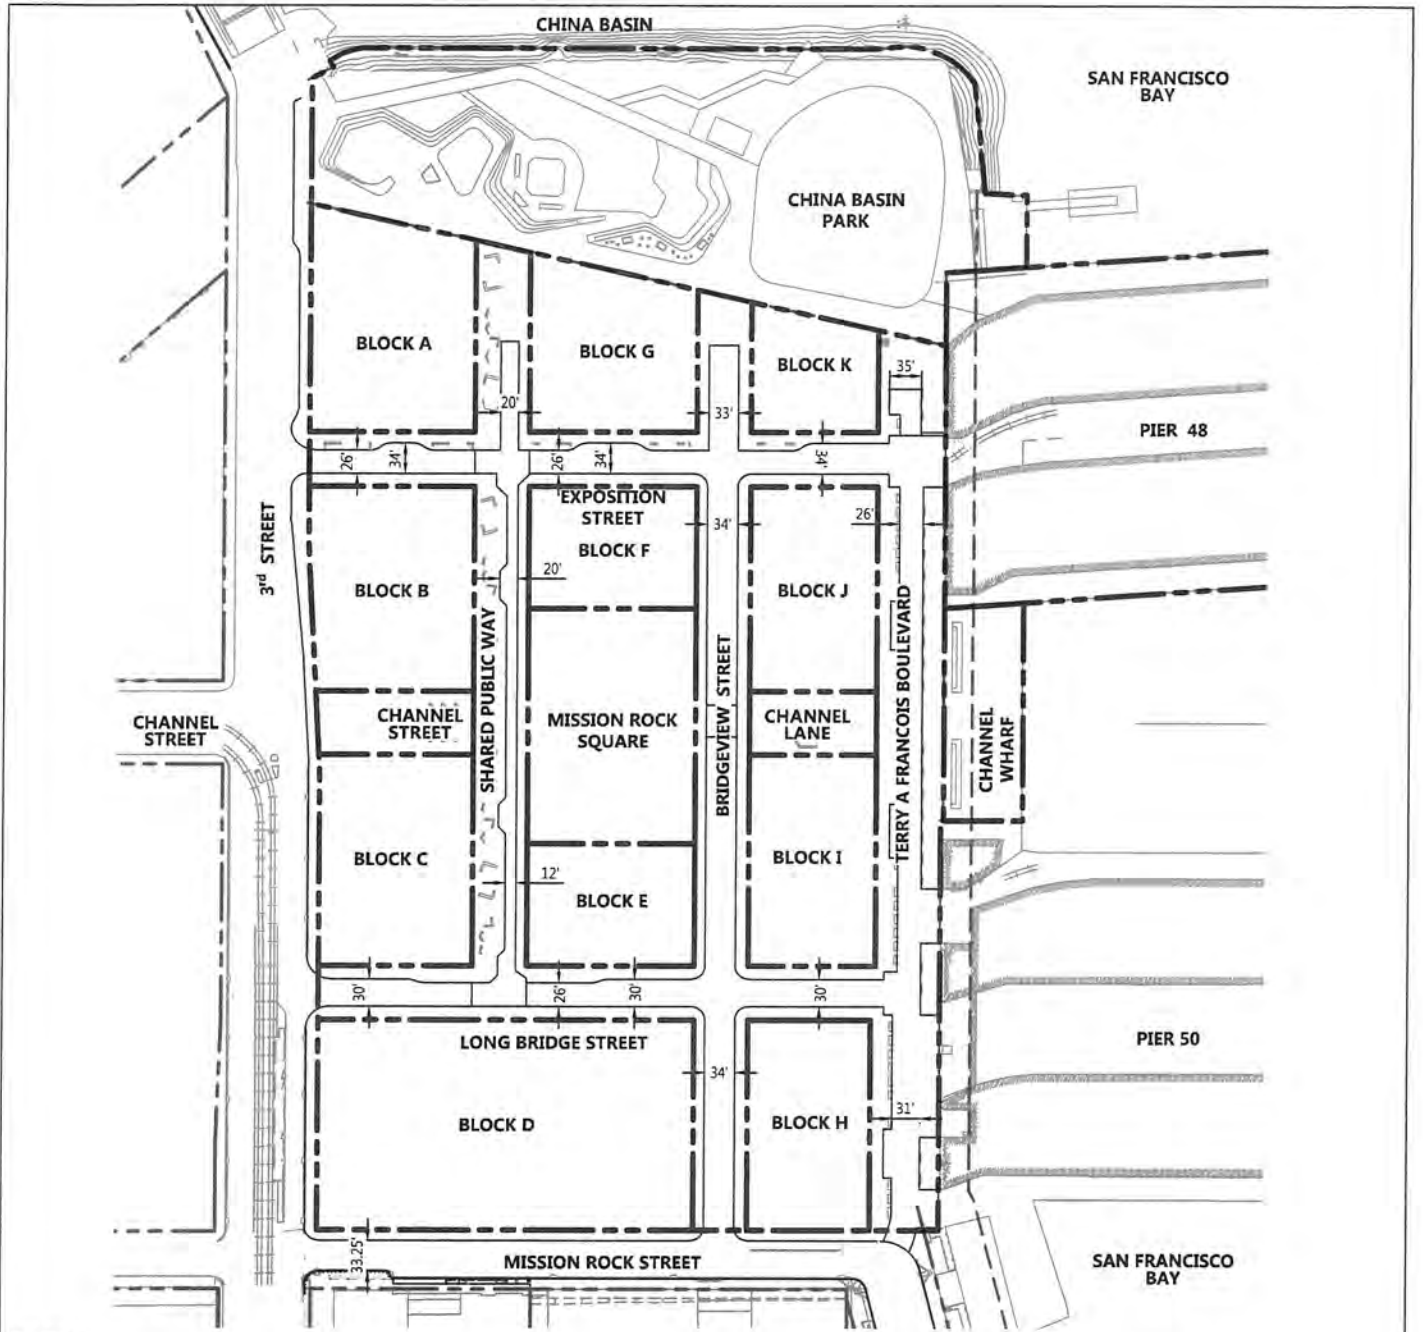 CHINA BASIN
SAN FRANCISCO
BAY
CHINA BASIN
PARK
BLOCK A
BLOCK G
BLOCK K
35'
20'
33'
PIER 48
26'
34'
26'
34'
34'
EXPOSITION
STREET
34'
26'
3rd STREET
BLOCK F
20'
BLOCK B
BLOCK J
SHARED PUBLIC WAY
BRIDGEVIEW STREET
TERRY A FRANCOIS BOULEVARD
CHANNEL
STREET
CHANNEL
STREET
MISSION ROCK
SQUARE
CHANNEL
LANE
CHANNEL
WHARF
BLOCK C
BLOCK I
12'
BLOCK E
30'
26'
30'
30'
LONG BRIDGE STREET
PIER 50
34'
31'
BLOCK D
BLOCK H
33.25'
MISSION ROCK STREET
SAN FRANCISCO
BAY